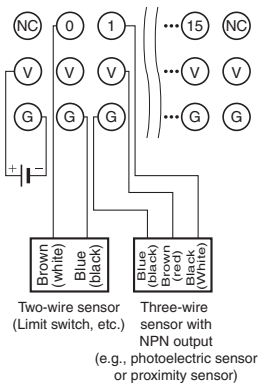 NC 0 1 ••• 15 NC
V V V ••• V V
G G G ••• G G
+ −
Brown
(white)
Blue
(black)
Blue
(black)
Brown
(red)
Black
(White)
Two-wire sensor
(Limit switch, etc.)
Three-wire
sensor with
NPN output
(e.g., photoelectric sensor
or proximity sensor)